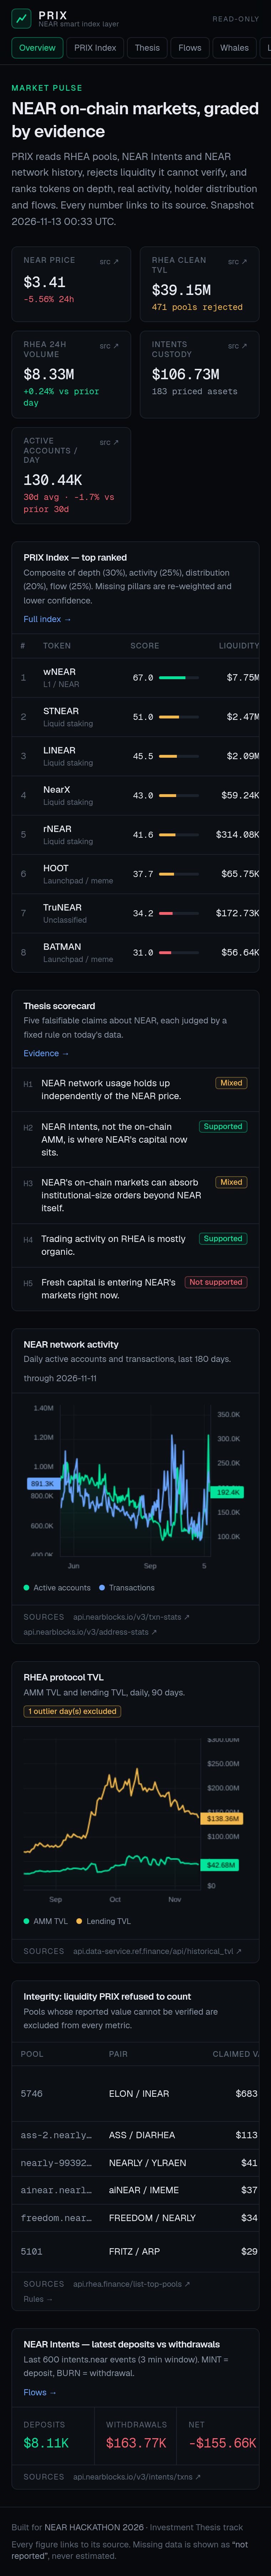 PRIX
NEAR smart index layer
READ-ONLY
Overview
PRIX Index
Thesis
Flows
Whales
MARKET PULSE
NEAR on-chain markets, graded
by evidence
PRIX reads RHEA pools, NEAR Intents and NEAR
network history, rejects liquidity it cannot verify, and
ranks tokens on depth, real activity, holder distribution
and flows. Every number links to its source. Snapshot
2026-11-13 00:33 UTC.
NEAR PRICE
src ↗
$3.41
-5.56% 24h
RHEA CLEAN
TVL
src ↗
$39.15M
471 pools rejected
RHEA 24H
VOLUME
src ↗
$8.33M
+0.24% vs prior
day
INTENTS
CUSTODY
src ↗
$106.73M
183 priced assets
ACTIVE
ACCOUNTS /
DAY
src ↗
130.44K
30d avg · -1.7% vs
prior 30d
PRIX Index — top ranked
Composite of depth (30%), activity (25%), distribution
(20%), flow (25%). Missing pillars are re-weighted and
lower confidence.
Full index →
# TOKEN SCORE LIQUIDITY
1 wNEAR 67.0 $7.75M
L1 / NEAR
2 STNEAR 51.0 $2.47M
Liquid staking
3 LINEAR 45.5 $2.09M
Liquid staking
4 NearX 43.0 $59.24K
Liquid staking
5 rNEAR 41.6 $314.08K
Liquid staking
6 HOOT 37.7 $65.75K
Launchpad / meme
7 TruNEAR 34.2 $172.73K
Unclassified
8 BATMAN 31.0 $56.64K
Launchpad / meme
Thesis scorecard
Five falsifiable claims about NEAR, each judged by a
fixed rule on today's data.
Evidence →
H1 NEAR network usage holds up
independently of the NEAR price.
Mixed
H2 NEAR Intents, not the on-chain
AMM, is where NEAR's capital now
sits.
Supported
H3 NEAR's on-chain markets can absorb
institutional-size orders beyond NEAR
itself.
Mixed
H4 Trading activity on RHEA is mostly
organic.
Supported
H5 Fresh capital is entering NEAR's
markets right now.
Not supported
NEAR network activity
Daily active accounts and transactions, last 180 days.
through 2026-11-11
1.40M
1.20M
1.00M
891.3K
800.0K
600.0K
400.0K
350.0K
300.0K
250.0K
192.4K
150.0K
100.0K
Jun Sep 5
Active accounts Transactions
SOURCES api.nearblocks.io/v3/txn-stats ↗
api.nearblocks.io/v3/address-stats ↗
RHEA protocol TVL
AMM TVL and lending TVL, daily, 90 days.
1 outlier day(s) excluded
$300.00M
$250.00M
$200.00M
$150.00M
$138.36M
$100.00M
$42.68M
$0
Sep Oct Nov
AMM TVL Lending TVL
SOURCES api.data-service.ref.finance/api/historical_tvl ↗
Integrity: liquidity PRIX refused to count
Pools whose reported value cannot be verified are
excluded from every metric.
POOL PAIR CLAIMED
5746 ELON / INEAR $683
ass-2.nearly… ASS / DIARHEA $113
nearly-99392… NEARLY / YLRAEN $41
ainear.nearl… aiNEAR / IMEME $37
freedom.near… FREEDOM / NEARLY $34
5101 FRITZ / ARP $29
SOURCES api.rhea.finance/list-top-pools ↗
Rules →
NEAR Intents — latest deposits vs withdrawals
Last 600 intents.near events (3 min window). MINT =
deposit, BURN = withdrawal.
Flows →
DEPOSITS
$8.11K
WITHDRAWALS
$163.77K
NET
-$155.66K
SOURCES api.nearblocks.io/v3/intents/txns ↗
Built for NEAR HACKATHON 2026 · Investment Thesis track
Every figure links to its source. Missing data is shown as “not
reported”, never estimated.